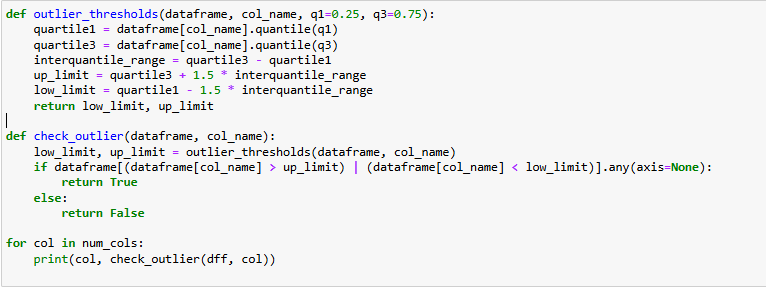 def outlier_thresholds(dataframe, col_name, q1=0.25, q3=0.75):
    quartile1 = dataframe[col_name].quantile(q1)
    quartile3 = dataframe[col_name].quantile(q3)
    interquantile_range = quartile3 - quartile1
    up_limit = quartile3 + 1.5 * interquantile_range
    low_limit = quartile1 - 1.5 * interquantile_range
    return low_limit, up_limit
def check_outlier(dataframe, col_name):
    low_limit, up_limit = outlier_thresholds(dataframe, col_name)
    if dataframe[(dataframe[col_name] > up_limit) | (dataframe[col_name] < low_limit)].any(axis=None):
        return True
    else:
        return False
for col in num_cols:
    print(col, check_outlier(dff, col))